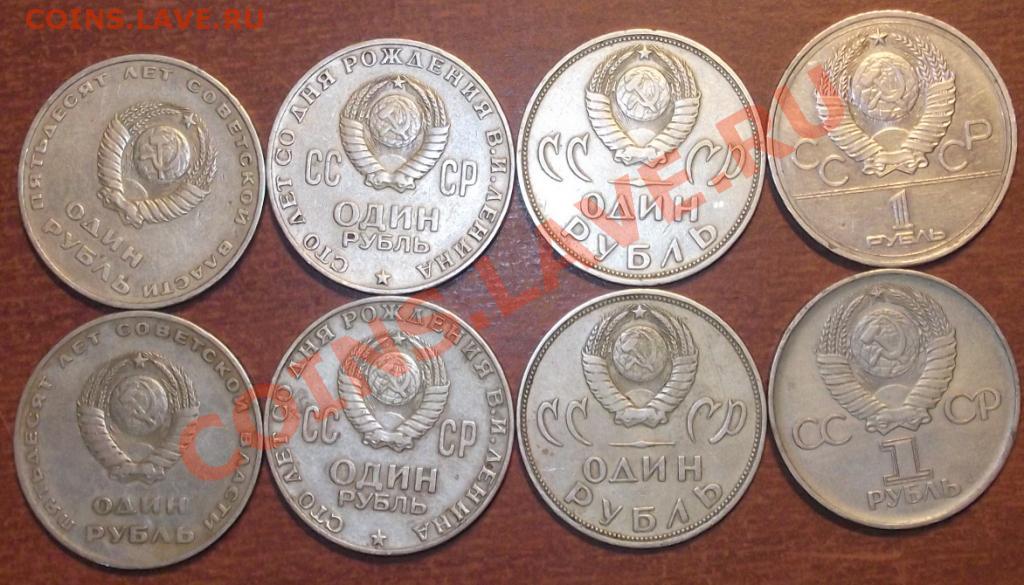 COINS.LAVE.RU
ПЯТЬДЕСЯТ ЛЕТ СОВЕТСКОЙ ВЛАСТИ
ОДИН
РУБЛЬ
СТО ЛЕТ СО ДНЯ РОЖДЕНИЯ В.И.ЛЕНИНА
СС СР
ОДИН
РУБЛЬ
СС СР
ОДИН
РУБЛЬ
СС СР
1
РУБЛЬ
ПЯТЬДЕСЯТ ЛЕТ СОВЕТСКОЙ ВЛАСТИ
ОДИН
РУБЛЬ
СТО ЛЕТ СО ДНЯ РОЖДЕНИЯ В.И.ЛЕНИНА
СС СР
ОДИН
РУБЛЬ
СС СР
ОДИН
РУБЛЬ
СС СР
1
РУБЛЬ
COINS.LAVE.RU